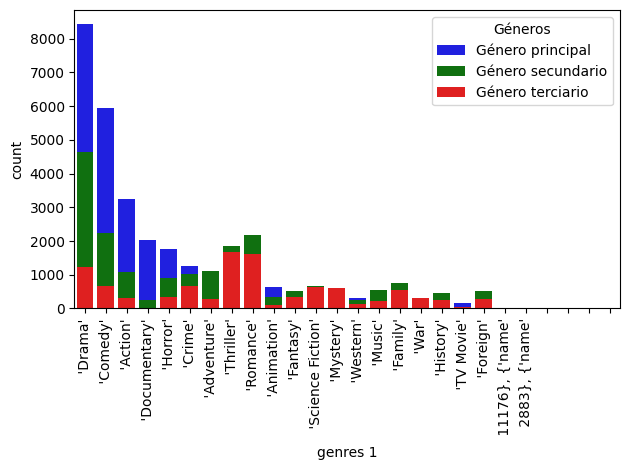 Géneros
Género principal
Género secundario
Género terciario
8000
7000
6000
5000
4000
3000
2000
1000
0
count
'Drama'
'Comedy'
'Action'
'Documentary'
'Horror'
'Crime'
'Adventure'
'Thriller'
'Romance'
'Animation'
'Fantasy'
'Science Fiction'
'Mystery'
'Western'
'Music'
'Family'
'War'
'History'
'TV Movie'
'Foreign'
11176}, {'name'
2883}, {'name'
genres 1